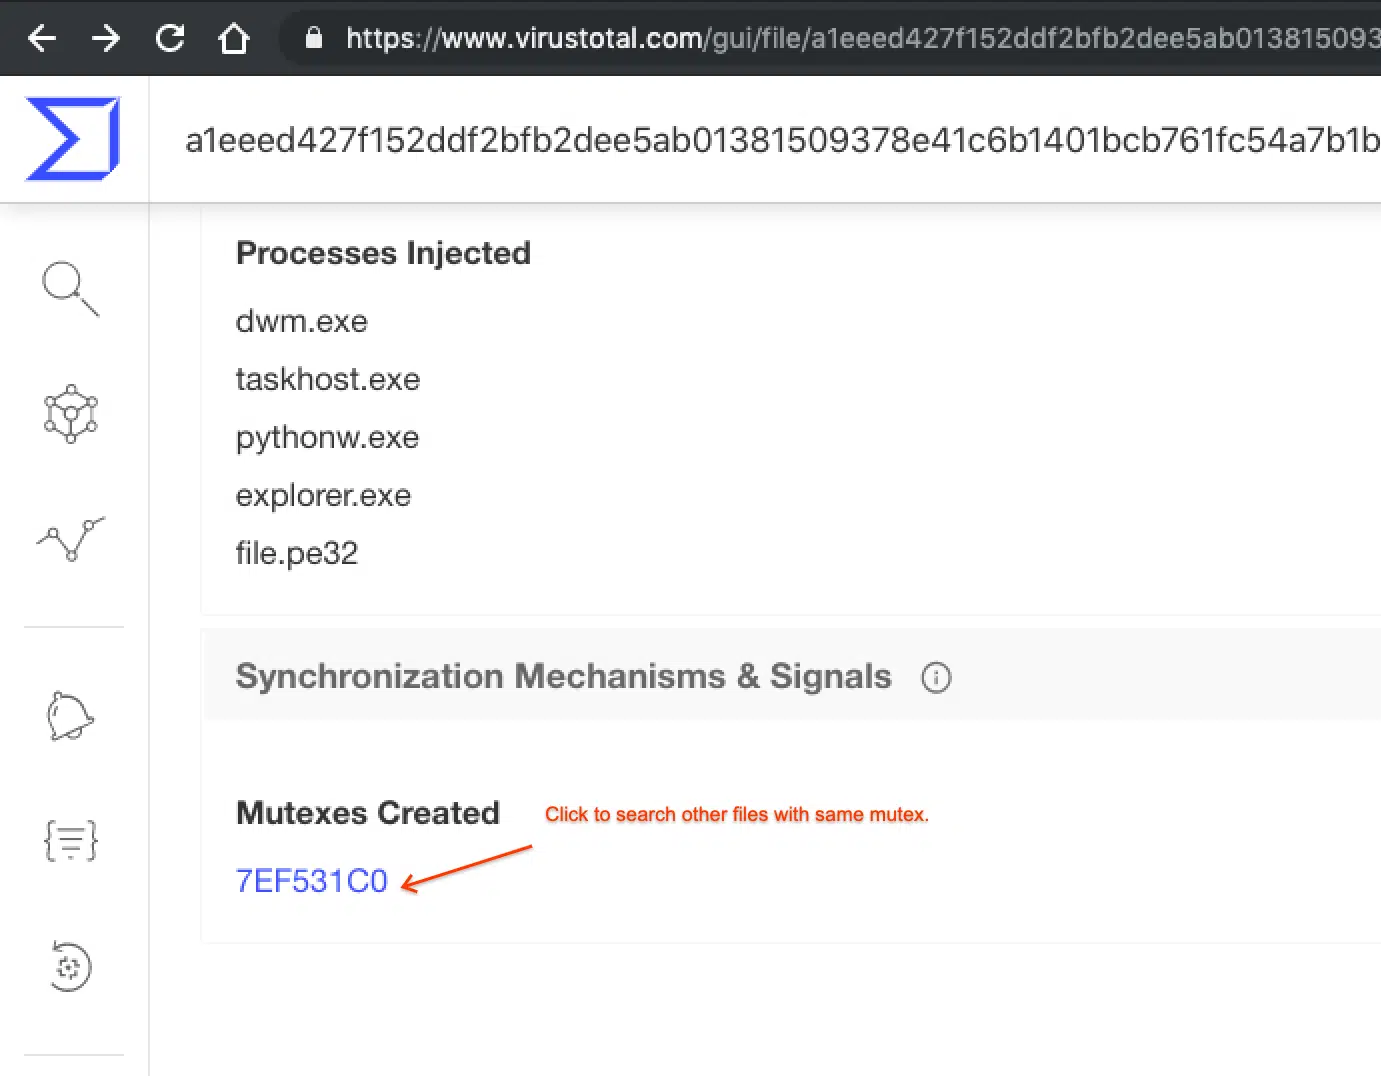 https://www.virustotal.com/gui/file/a1eeed427f152ddf2bfb2dee5ab013815093
a1eeed427f152ddf2bfb2dee5ab01381509378e41c6b1401bcb761fc54a7b1b
Processes Injected
dwm.exe
taskhost.exe
pythonw.exe
explorer.exe
file.pe32
Synchronization Mechanisms & Signals
Mutexes Created
Click to search other files with same mutex.
7EF531C0